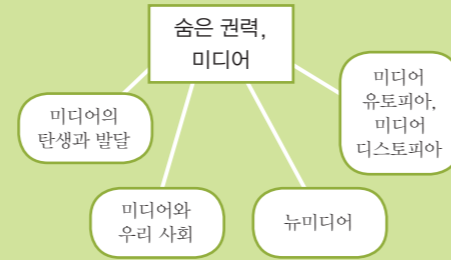 숨은 권력,
미디어
미디어의
탄생과 발달
미디어와
우리 사회
뉴미디어
미디어
유토피아,
미디어
디스토피아